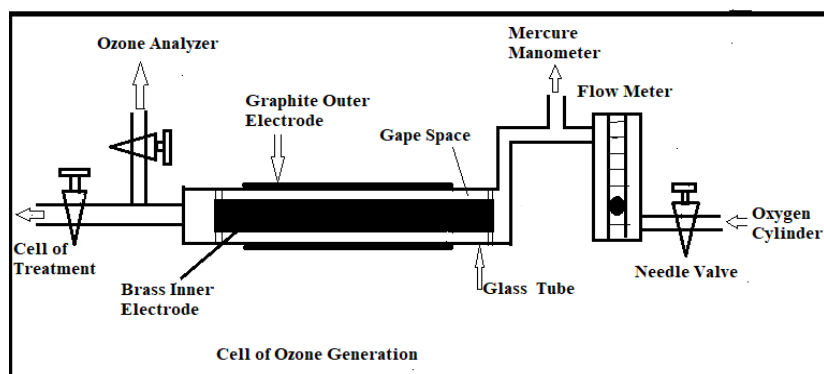 Ozone Analyzer
Mercure
Manometer
Graphite Outer
Electrode
Flow Meter
Gape Space
Oxygen
Cylinder
Cell of
Treatment
Needle Valve
Brass Inner
Electrode
Glass Tube
Cell of Ozone Generation